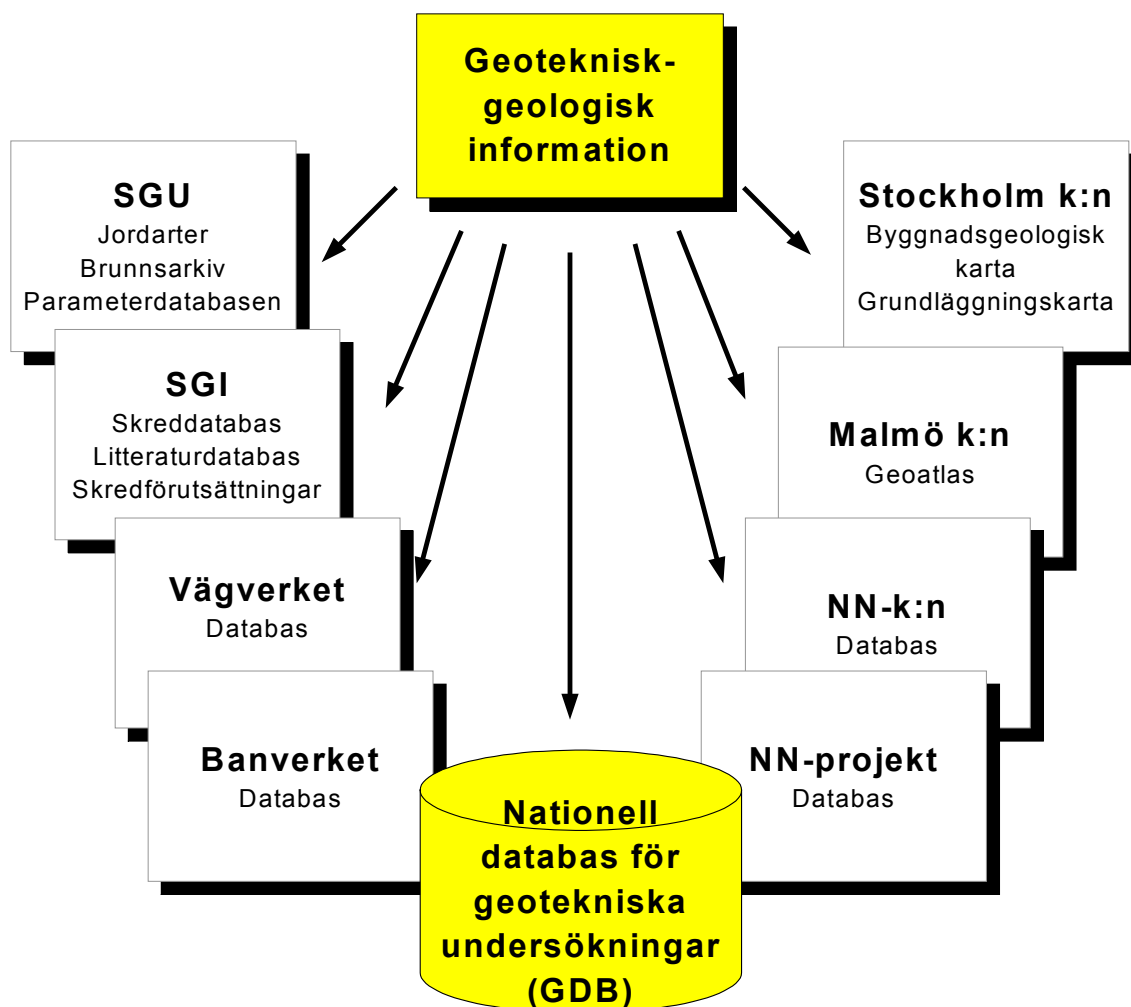 Geoteknisk-
geologisk
information
SGU
Jordarter
Brunnsarkiv
Parameterdatabasen
SGI
Skreddatabas
Litteraturdatabas
Skredförutsättningar
Vägverket
Databas
Banverket
Databas
Stockholm k:n
Byggnadsgeologisk
karta
Grundläggningskarta
Malmö k:n
Geoatlas
NN-k:n
Databas
NN-projekt
Databas
Nationell
databas för
geotekniska
undersökningar
(GDB)